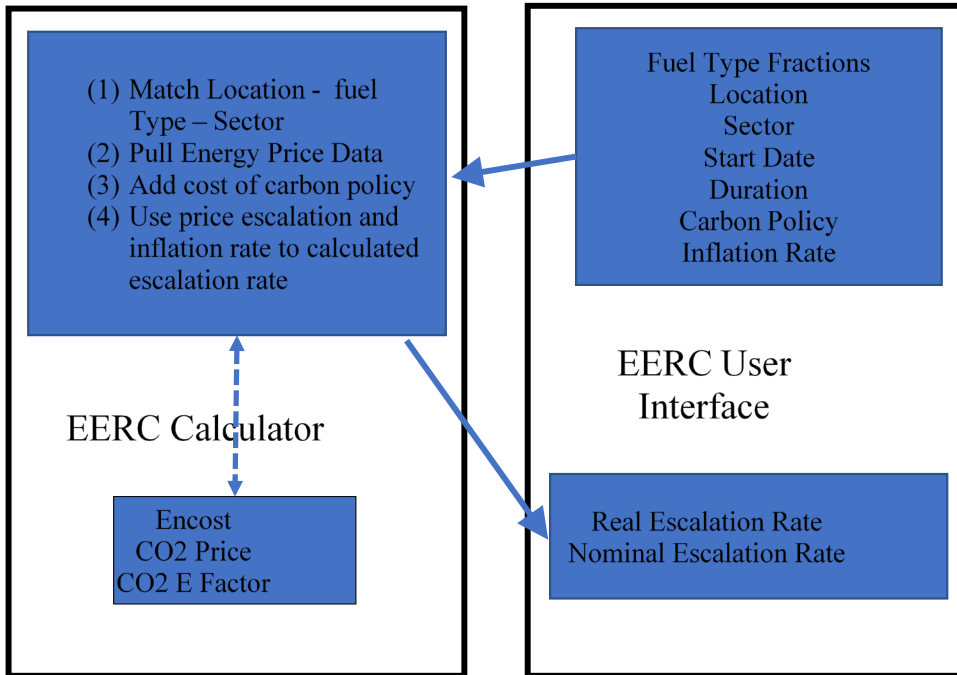 (1) Match Location - fuel
Type – Sector
(2) Pull Energy Price Data
(3) Add cost of carbon policy
(4) Use price escalation and
inflation rate to calculated
escalation rate
EERC Calculator
Encost
CO2 Price
CO2 E Factor
Fuel Type Fractions
Location
Sector
Start Date
Duration
Carbon Policy
Inflation Rate
EERC User
Interface
Real Escalation Rate
Nominal Escalation Rate